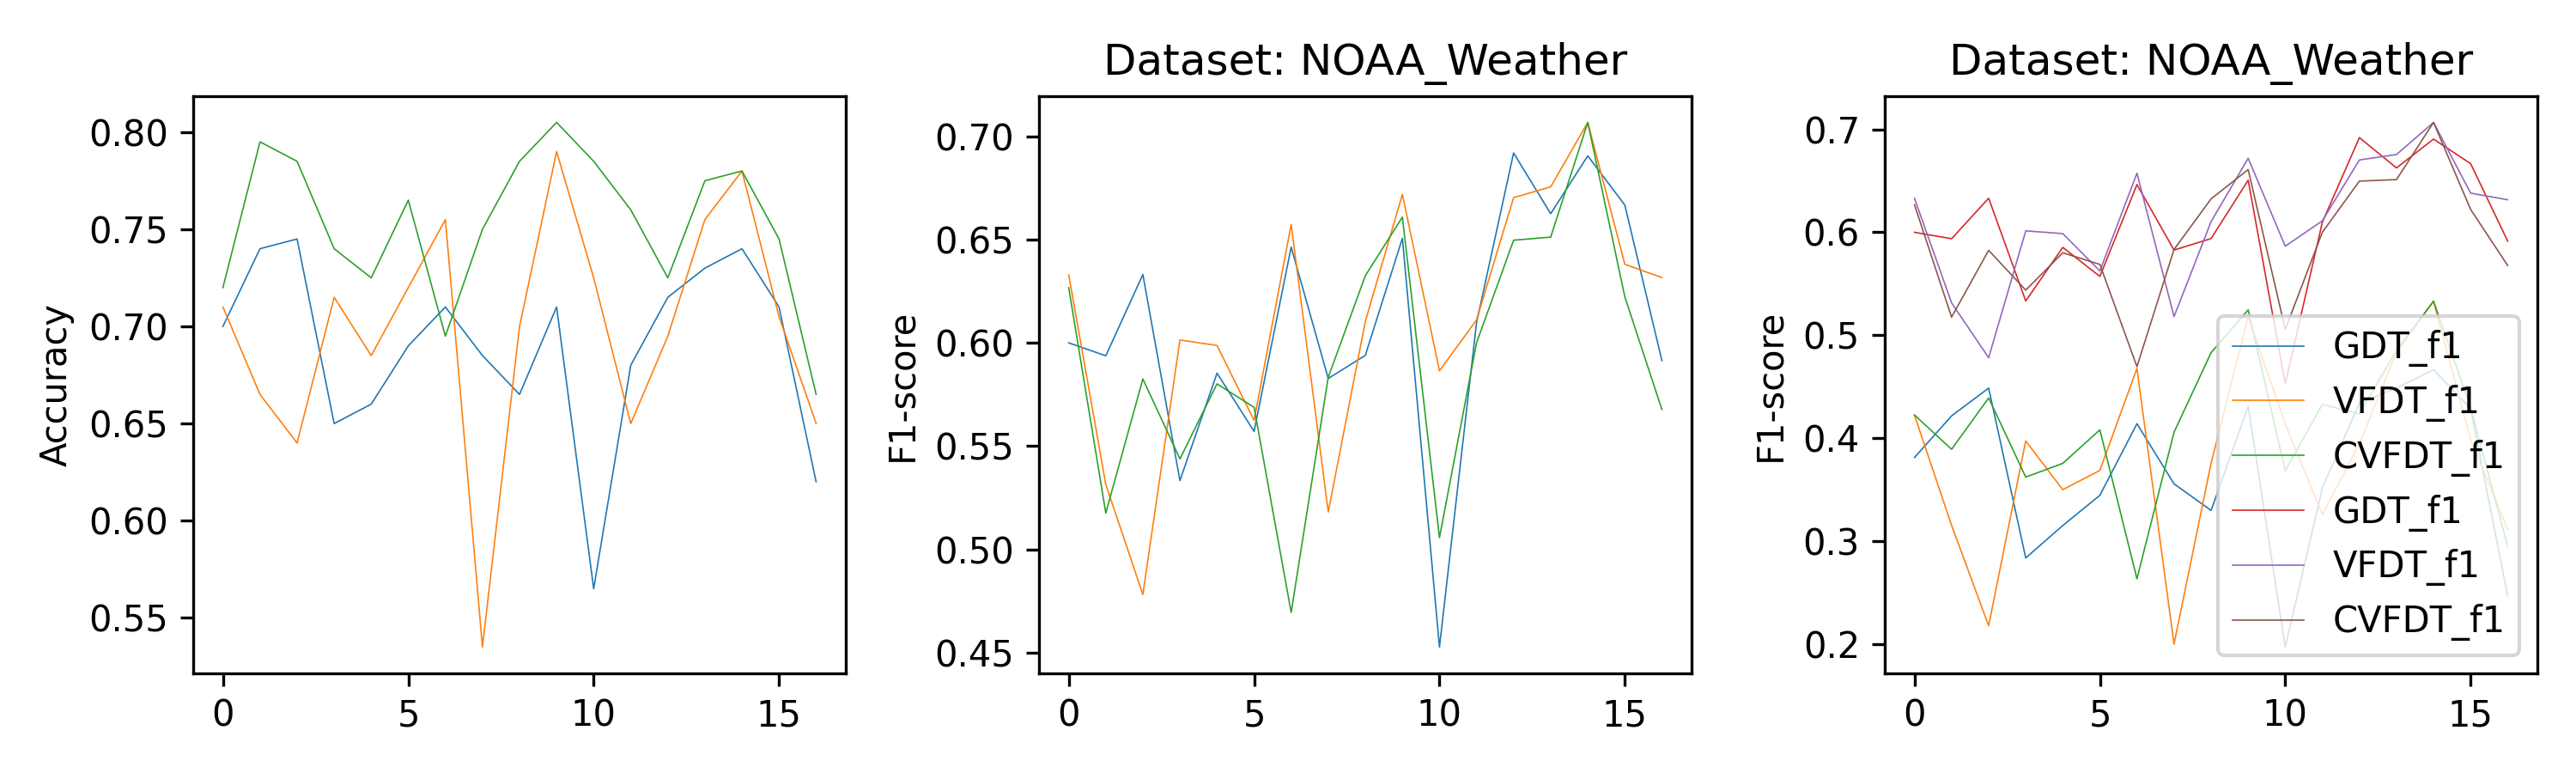 Accuracy
0.80
0.75
0.70
0.65
0.60
0.55
0 5 10 15
Dataset: NOAA_Weather
F1-score
0.70
0.65
0.60
0.55
0.50
0.45
0 5 10 15
Dataset: NOAA_Weather
F1-score
0.7
0.6
0.5
0.4
0.3
0.2
0 5 10 15
GDT_f1
VFDT_f1
CVFDT_f1
GDT_f1
VFDT_f1
CVFDT_f1